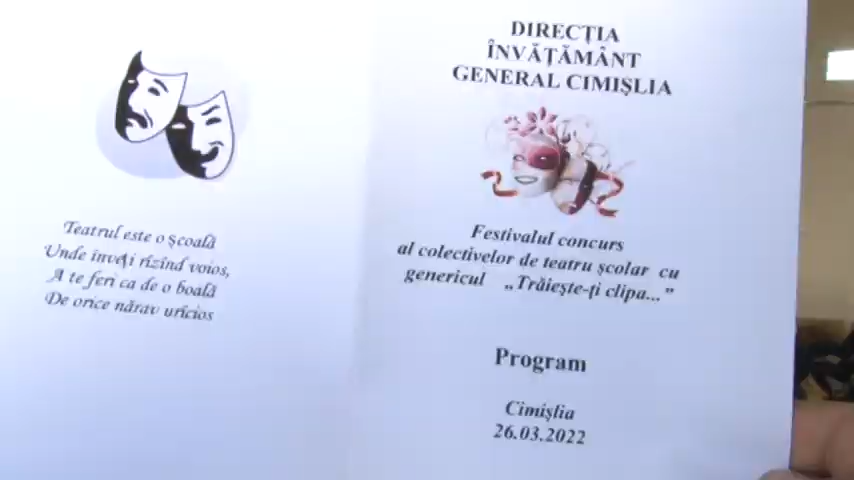 Teatrul este o școală
Unde înveți rîzînd voios,
A te feri ca de o boală
De orice nărav uricios
DIRECȚIA
ÎNVĂȚĂMÂNT
GENERAL CIMIȘLIA
Festivalul concurs
al colectivelor de teatru școlar cu
genericul „Trăiește-ți clipa...”
Program
Cimișlia
26.03.2022